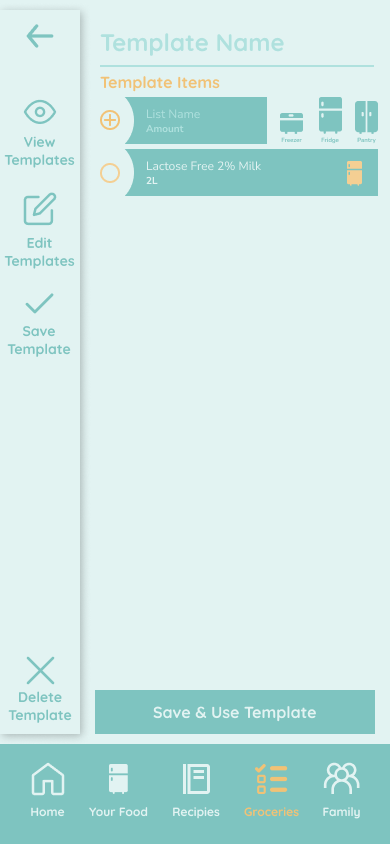 Template Name
Template Items
List Name
Amount
Freezer
Fridge
Pantry
Lactose Free 2% Milk
2L
View
Templates
Edit
Templates
Save
Template
Delete
Template
Save & Use Template
Home
Your Food
Recipies
Groceries
Family